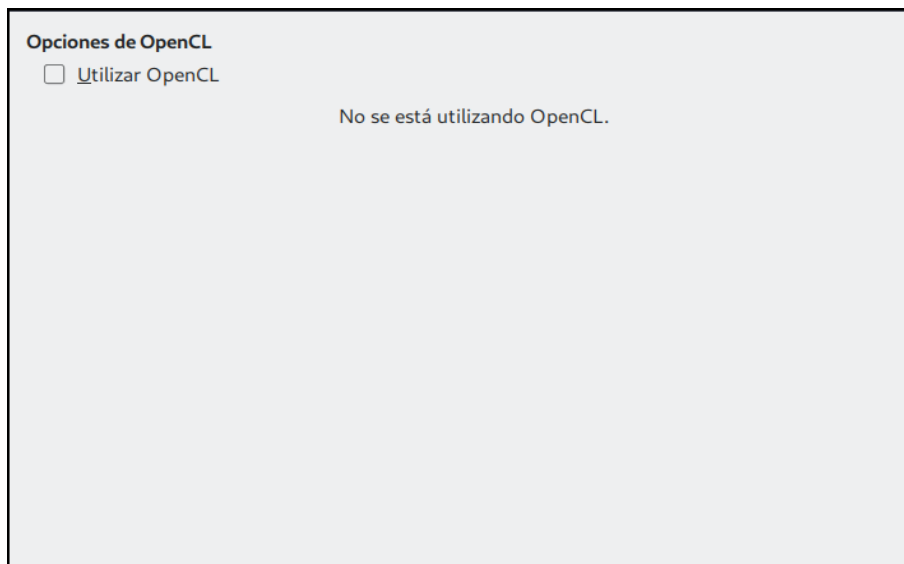 Opciones de OpenCL
Utilizar OpenCL
No se está utilizando OpenCL.